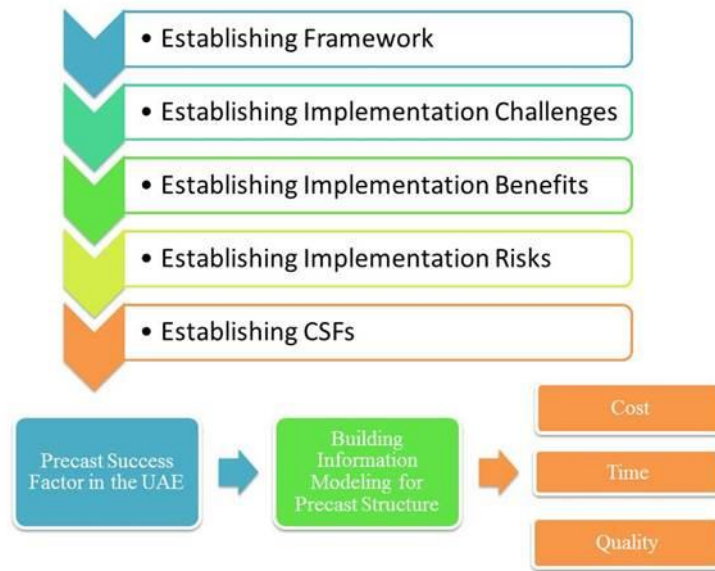 • Establishing Framework
• Establishing Implementation Challenges
• Establishing Implementation Benefits
• Establishing Implementation Risks
• Establishing CSFs
Precast Success
Factor in the UAE
Building
Information
Modeling for
Precast Structure
Cost
Time
Quality